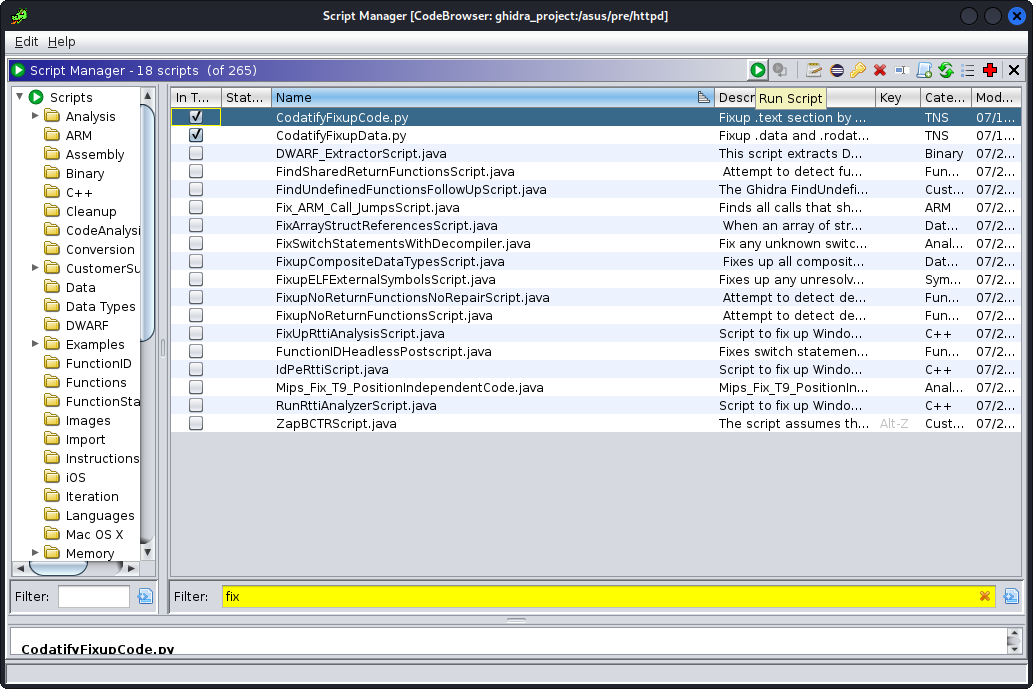 Script Manager [CodeBrowser: ghidra_project:/asus/pre/httpd]
Edit Help
Script Manager - 18 scripts (of 265)
Scripts
Analysis
ARM
Assembly
Binary
C++
Cleanup
CodeAnalysi
Conversion
CustomerSu
Data
Data Types
DWARF
Examples
FunctionID
Functions
FunctionSta
Images
Import
Instructions
iOS
Iteration
Languages
Mac OS X
Memory
Filter:
In T... Stat... Name Descr Run Script Key Cate... Mod...
CodatifyFixupCode.py Fixup .text section by ... TNS 07/1...
CodatifyFixupData.py Fixup .data and .rodat... TNS 07/1...
DWARF_ExtractorScript.java This script extracts D... Binary 07/2...
FindSharedReturnFunctionsScript.java Attempt to detect fu... Fun... 07/2...
FindUndefinedFunctionsFollowUpScript.java The Ghidra FindUndefi... Cust... 07/2...
Fix_ARM_Call_JumpsScript.java Finds all calls that sh... ARM 07/2...
FixArrayStructReferencesScript.java When an array of str... Dat... 07/2...
FixSwitchStatementsWithDecompiler.java Fix any unknown switc... Anal... 07/2...
FixupCompositeDataTypesScript.java Fixes up all composit... Dat... 07/2...
FixupELFExternalSymbolsScript.java Fixes up any unresolv... Sym... 07/2...
FixupNoReturnFunctionsNoRepairScript.java Attempt to detect de... Fun... 07/2...
FixupNoReturnFunctionsScript.java Attempt to detect de... Fun... 07/2...
FixUpRttiAnalysisScript.java Script to fix up Windo... C++ 07/2...
FunctionIDHeadlessPostscript.java Fixes switch statemen... Fun... 07/2...
IdPeRttiScript.java Script to fix up Windo... C++ 07/2...
Mips_Fix_T9_PositionIndependentCode.java Mips_Fix_T9_PositionIn... Anal... 07/2...
RunRttiAnalyzerScript.java Script to fix up Windo... C++ 07/2...
ZapBCTRScript.java The script assumes th... Alt-Z Cust... 07/2...
Filter: fix
CodatifyFixupCode.py